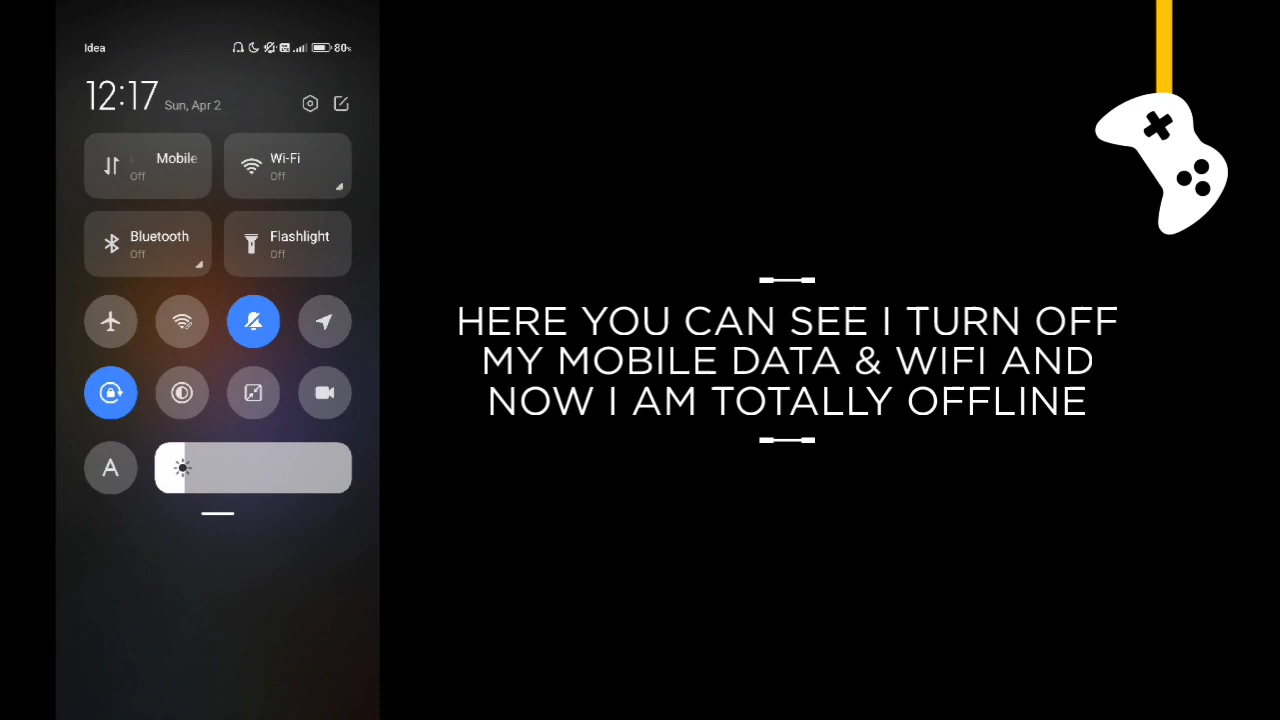 Idea
80%
12:17 Sun, Apr 2
Mobile
Off
Wi-Fi
Off
Bluetooth
Off
Flashlight
Off
A
HERE YOU CAN SEE I TURN OFF
MY MOBILE DATA & WIFI AND
NOW I AM TOTALLY OFFLINE